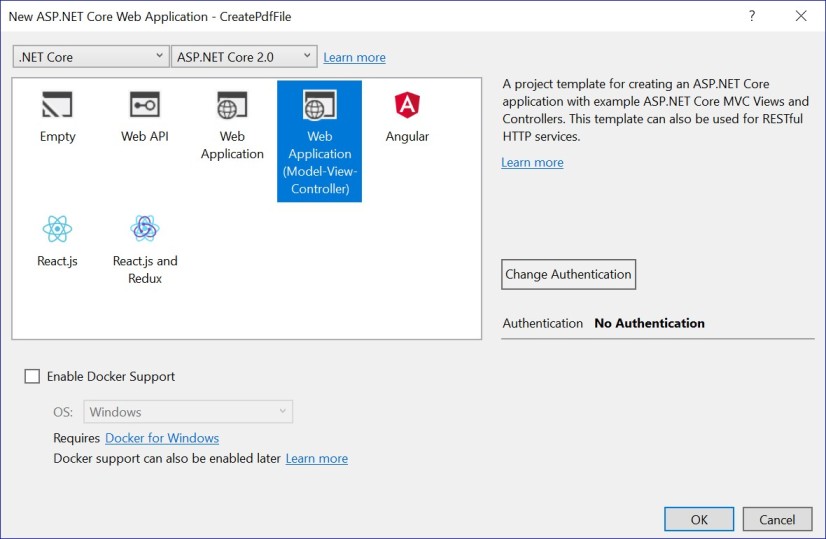 New ASP.NET Core Web Application - CreatePdfFile
?
.NET Core
ASP.NET Core 2.0
Learn more
Empty
Web API
Web
Application
Web
Application
(Model-View-
Controller)
Angular
React.js
React.js and
Redux
A project template for creating an ASP.NET Core
application with example ASP.NET Core MVC Views and
Controllers. This template can also be used for RESTful
HTTP services.
Learn more
Change Authentication
Authentication No Authentication
Enable Docker Support
OS: Windows
Requires Docker for Windows
Docker support can also be enabled later Learn more
OK
Cancel